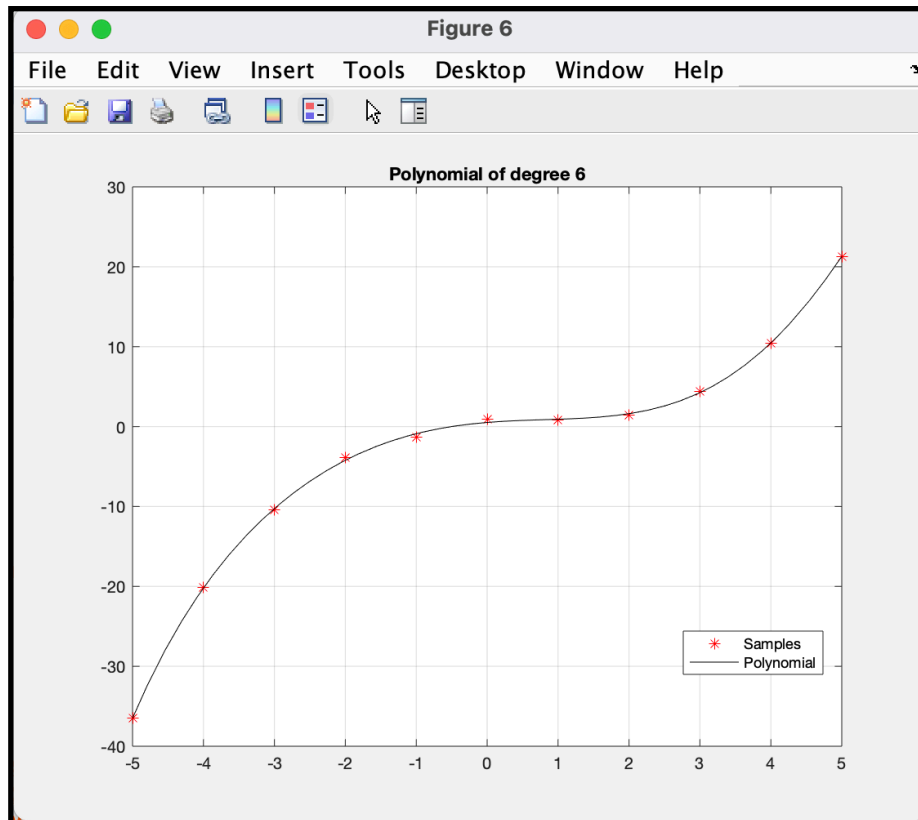 Figure 6
File Edit View Insert Tools Desktop Window Help
Polynomial of degree 6
30
20
10
0
-10
-20
-30
-40
-5 -4 -3 -2 -1 0 1 2 3 4 5
Samples
Polynomial